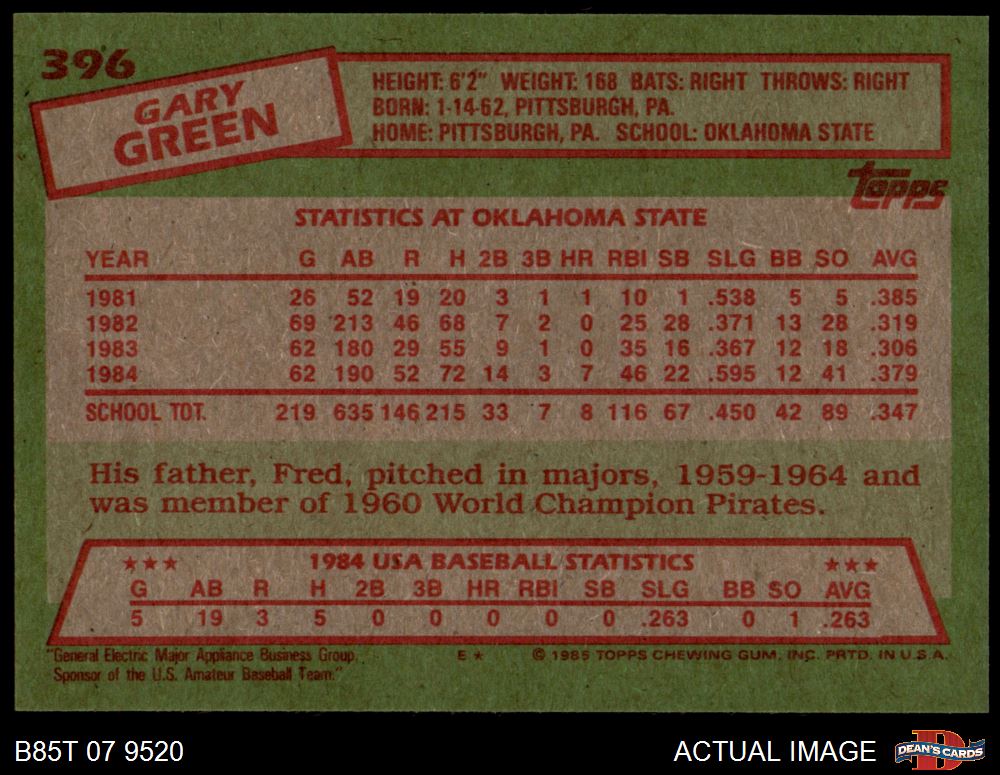 396
GARY
GREEN
HEIGHT: 6'2" WEIGHT: 168 BATS: RIGHT THROWS: RIGHT
BORN: 1-14-62, PITTSBURGH, PA.
HOME: PITTSBURGH, PA. SCHOOL: OKLAHOMA STATE
topps
STATISTICS AT OKLAHOMA STATE
YEAR G AB R H 2B 3B HR RBI SB SLG BB SO AVG
1981 26 52 19 20 3 1 1 10 1 .538 5 5 .385
1982 69 213 46 68 7 2 0 25 28 .371 13 28 .319
1983 62 180 29 55 9 1 0 35 16 .367 12 18 .306
1984 62 190 52 72 14 3 7 46 22 .595 12 41 .379
SCHOOL TOT. 219 635 146 215 33 7 8 116 67 .450 42 89 .347
His father, Fred, pitched in majors, 1959-1964 and
was member of 1960 World Champion Pirates.
★★★ 1984 USA BASEBALL STATISTICS ★★★
G AB R H 2B 3B HR RBI SB SLG BB SO AVG
5 19 3 5 0 0 0 0 0 .263 0 1 .263
"General Electric Major Appliance Business Group, E★ © 1985 TOPPS CHEWING GUM, INC. PRTD. IN U.S.A.
Sponsor of the U.S. Amateur Baseball Team."
B85T 07 9520 ACTUAL IMAGE D DEAN'S CARDS